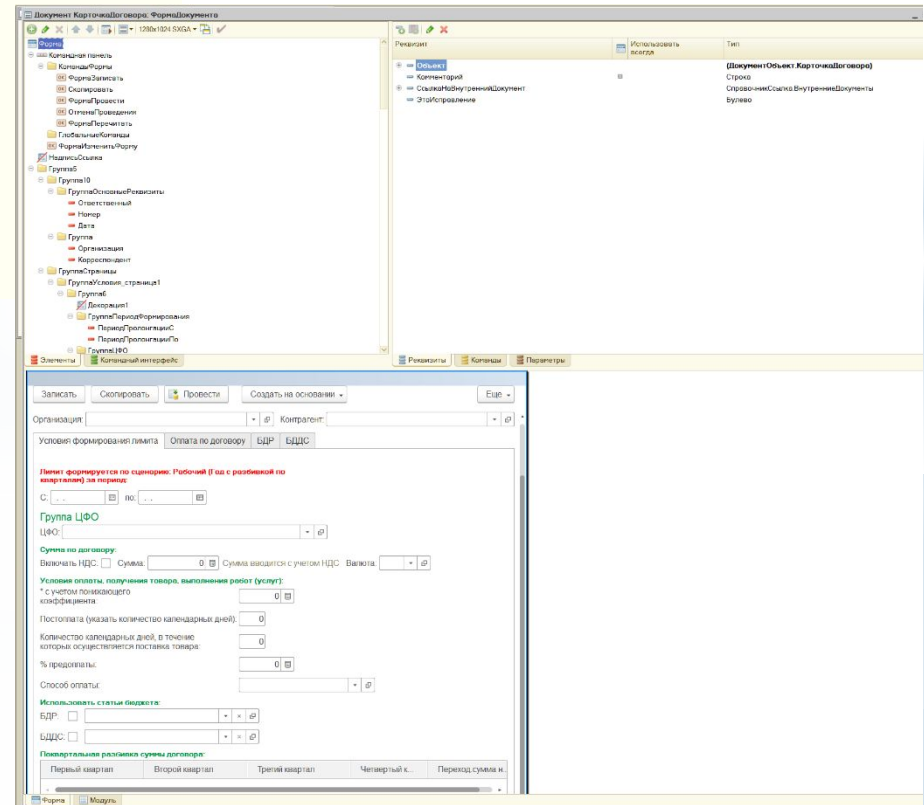 Документ КарточкаДоговора: ФормаДокумента
1280x1024 SXGA
Форма
Командная панель
КомандыФормы
ФормаЗаписать
Скопировать
ФормаПровести
ОтменаПроведения
ФормаПеречитать
ГлобальныеКоманды
ФормаИзменитьФорму
НадписьСсылка
Группа5
Группа10
ГруппаОсновныеРеквизиты
Ответственный
Номер
Дата
Группа
Организация
Корреспондент
ГруппаСтраницы
ГруппаУсловия_страница1
Группа6
Декорация1
ГруппаПериодФормирования
ПериодПролонгацииС
ПериодПролонгацииПо
ГруппаЦФО
Элементы Командный интерфейс
Реквизит Использовать всегда Тип
Объект (ДокументОбъект.КарточкаДоговора)
Комментарий Строка
СсылкаНаВнутреннийДокумент СправочникСсылка.ВнутренниеДокументы
ЭтоИсправление Булево
Реквизиты Команды Параметры
Записать Скопировать Провести Создать на основании Еще
Организация: Контрагент:
Условия формирования лимита Оплата по договору БДР БДДС
Лимит формируется по сценарию: Рабочий (Год с разбивкой по
кварталам) за период:
С: . . по: . .
Группа ЦФО
ЦФО:
Сумма по договору:
Включать НДС: Сумма: 0 Сумма вводится с учетом НДС Валюта:
Условия оплаты, получения товара, выполнения работ (услуг):
* с учетом понижающего
коэффициента: 0
Постоплата (указать количество календарных дней): 0
Количество календарных дней, в течение
которых осуществляется поставка товара: 0
% предоплаты: 0
Способ оплаты:
Использовать статьи бюджета:
БДР:
БДДС:
Поквартальная разбивка суммы договора:
Первый квартал Второй квартал Третий квартал Четвертый к... Переход.сумма н...
Форма Модуль